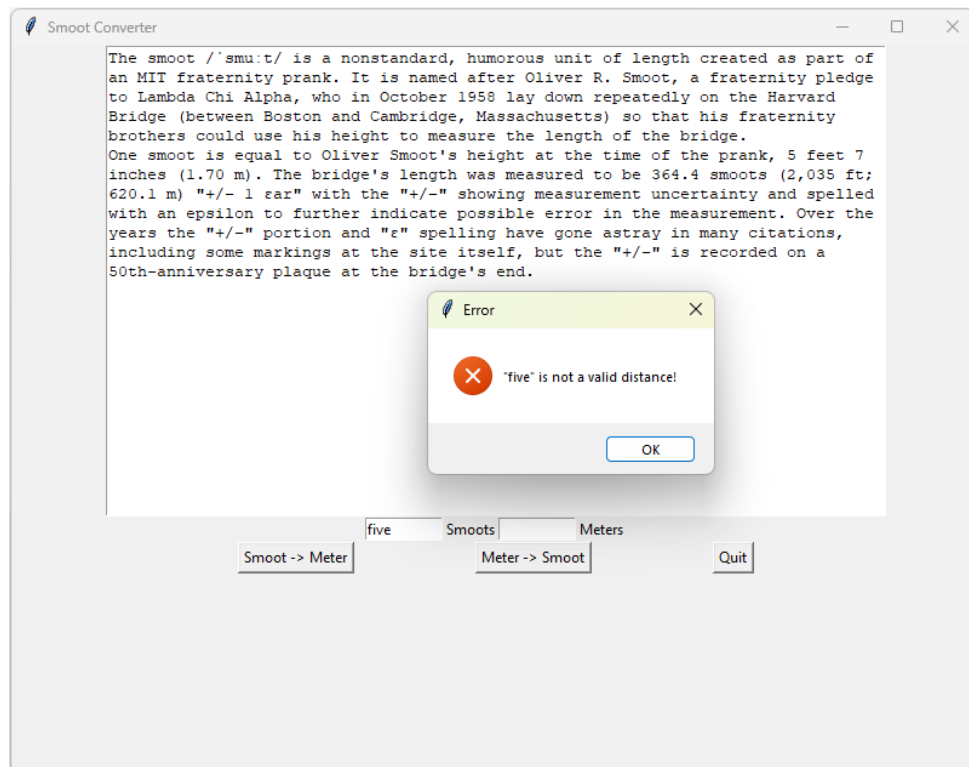 Smoot Converter
The smoot /ˈsmuːt/ is a nonstandard, humorous unit of length created as part of
an MIT fraternity prank. It is named after Oliver R. Smoot, a fraternity pledge
to Lambda Chi Alpha, who in October 1958 lay down repeatedly on the Harvard
Bridge (between Boston and Cambridge, Massachusetts) so that his fraternity
brothers could use his height to measure the length of the bridge.
One smoot is equal to Oliver Smoot's height at the time of the prank, 5 feet 7
inches (1.70 m). The bridge's length was measured to be 364.4 smoots (2,035 ft;
620.1 m) "+/− 1 εar" with the "+/−" showing measurement uncertainty and spelled
with an epsilon to further indicate possible error in the measurement. Over the
years the "+/−" portion and "ε" spelling have gone astray in many citations,
including some markings at the site itself, but the "+/−" is recorded on a
50th-anniversary plaque at the bridge's end.
Error
"five" is not a valid distance!
OK
five Smoots Meters
Smoot -> Meter Meter -> Smoot Quit